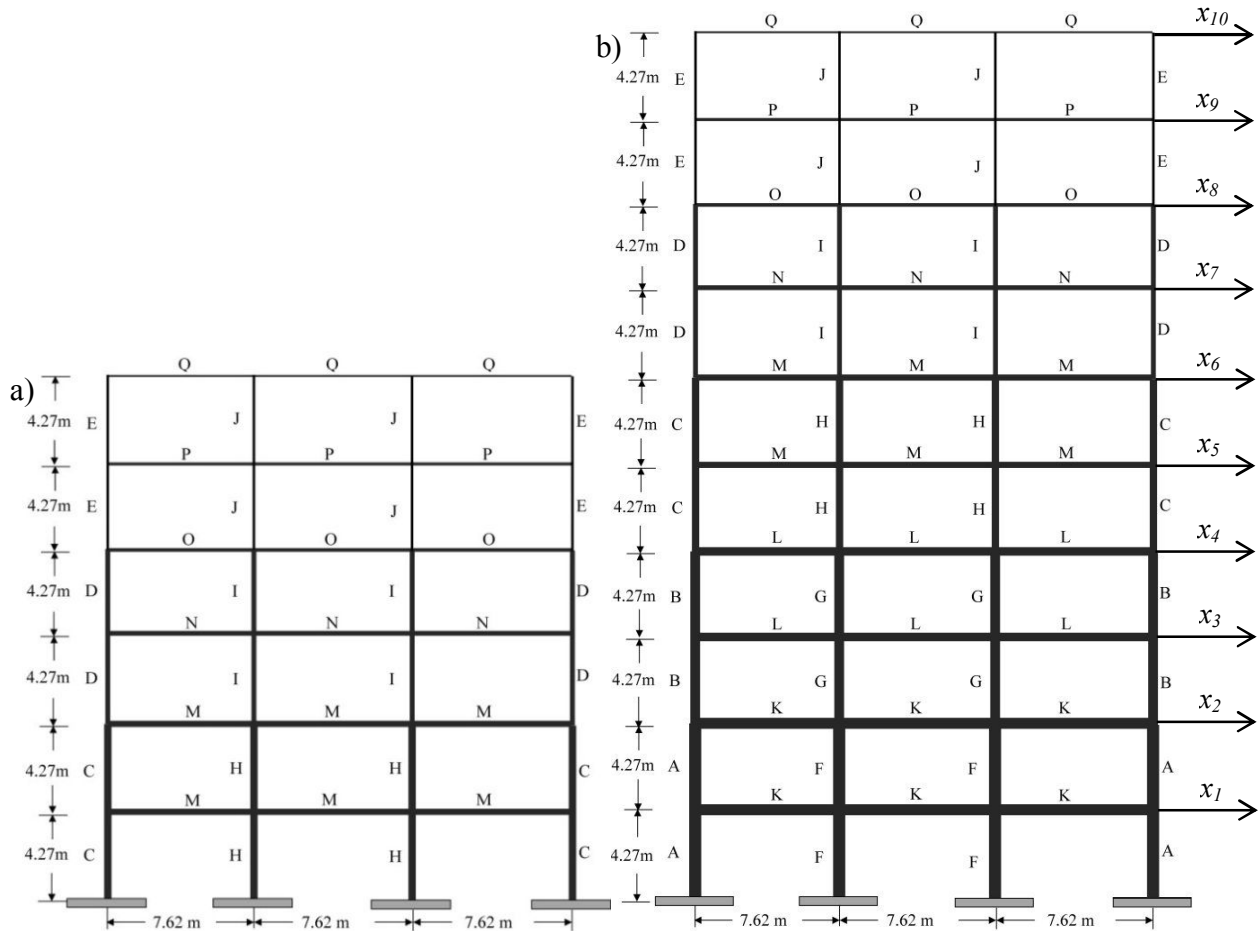 Q Q Q x10
b)
4.27m E J J E
P P P x9
4.27m E J J E
O O O x8
4.27m D I I D
N N N x7
4.27m D I I D
M M M x6
4.27m C H H C
M M M x5
4.27m C H H C
L L L x4
4.27m B G G B
L L L x3
4.27m B G G B
K K K x2
4.27m A F F A
K K K x1
4.27m A F F A
7.62 m 7.62 m 7.62 m
a)
Q Q Q
4.27m E J J E
P P P
4.27m E J J E
O O O
4.27m D I I D
N N N
4.27m D I I D
M M M
4.27m C H H C
M M M
4.27m C H H C
7.62 m 7.62 m 7.62 m